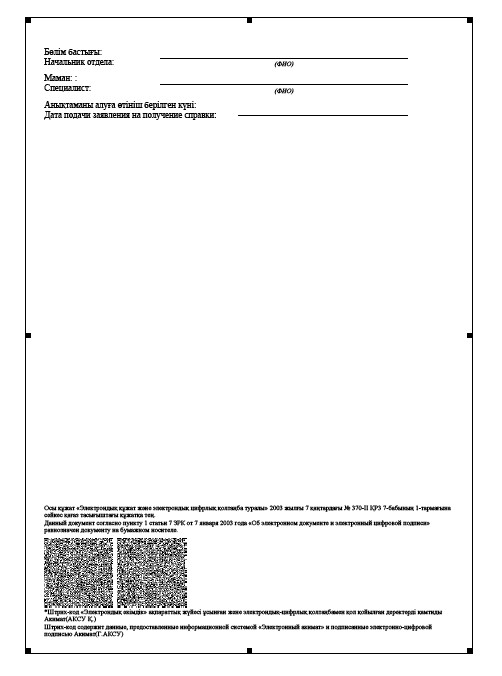 Бөлім бастығы:
Начальник отдела:
(ФИО)
Маман: :
Специалист:
(ФИО)
Анықтаманы алуға өтініш берілген күні:
Дата подачи заявления на получение справки:
Осы құжат «Электрондық құжат және электрондық цифрлық қолтаңба туралы» 2003 жылғы 7 қаңтардағы № 370-II ҚРЗ 7-бабының 1-тармағына
сәйкес қағаз тасығыштағы құжатқа тең.
Данный документ согласно пункту 1 статьи 7 ЗРК от 7 января 2003 года «Об электронном документе и электронной цифровой подписи»
равнозначен документу на бумажном носителе.
*Штрих-код «Электрондық әкімдік» ақпараттық жүйесі ұсынған және электрондық-цифрлық қолтаңбамен қол қойылған деректерді қамтиды
Акимат(АКСУ Қ.)
Штрих-код содержит данные, предоставленные информационной системой «Электронный акимат» и подписанные электронно-цифровой
подписью Акимат(Г.АКСУ)